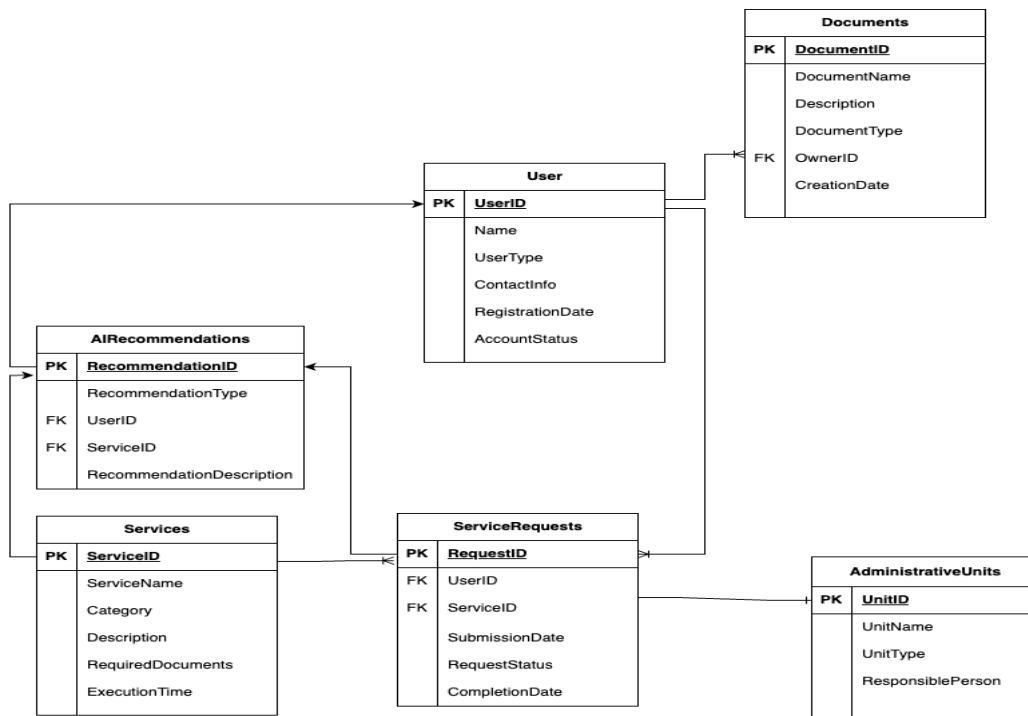 Documents
PK DocumentID
DocumentName
Description
DocumentType
FK OwnerID
CreationDate
User
PK UserID
Name
UserType
ContactInfo
RegistrationDate
AccountStatus
AIRecommendations
PK RecommendationID
RecommendationType
FK UserID
FK ServiceID
RecommendationDescription
Services
PK ServiceID
ServiceName
Category
Description
RequiredDocuments
ExecutionTime
ServiceRequests
PK RequestID
FK UserID
FK ServiceID
SubmissionDate
RequestStatus
CompletionDate
AdministrativeUnits
PK UnitID
UnitName
UnitType
ResponsiblePerson